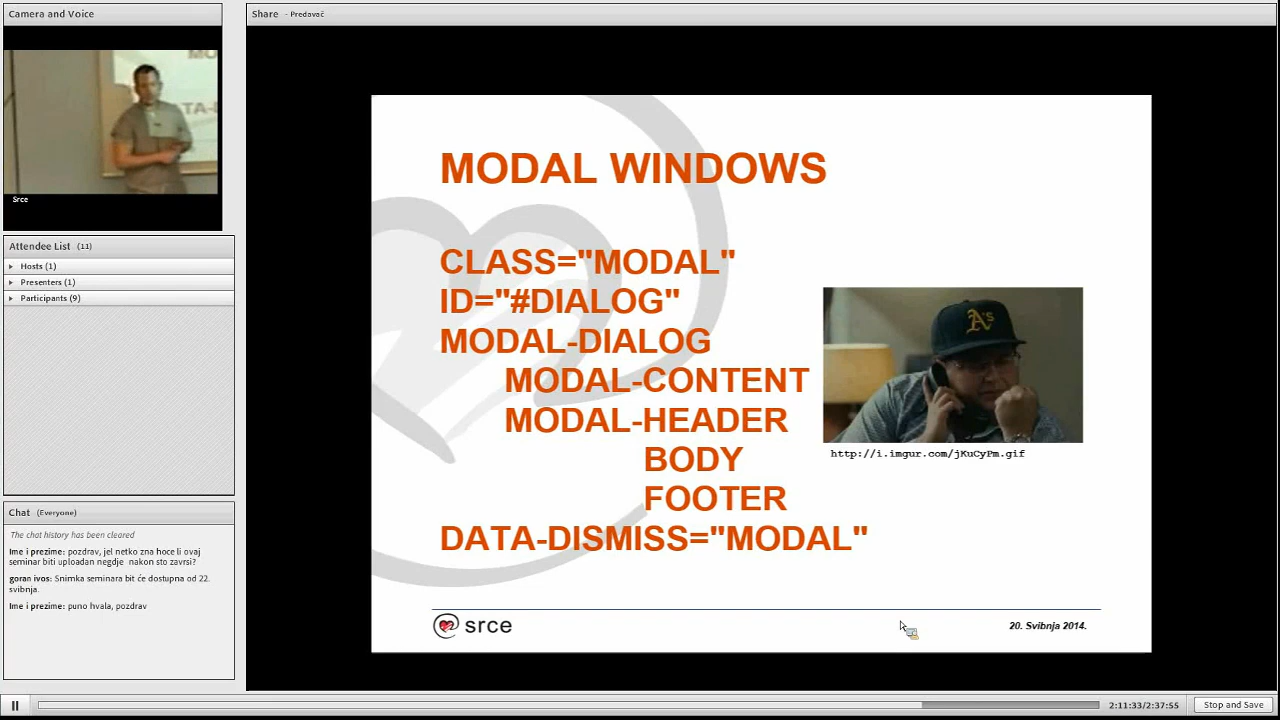 Camera and Voice
Srce
Attendee List (11)
Hosts (1)
Presenters (1)
Participants (9)
Chat (Everyone)
The chat history has been cleared
Ime i prezime: pozdrav, jel netko zna hoce li ovaj
seminar biti uploadan negdje nakon sto zavrsi?
goran ivos: Snimka seminara bit će dostupna od 22.
svibnja.
Ime i prezime: puno hvala, pozdrav
Share - Predavač
MODAL WINDOWS
CLASS="MODAL"
ID="#DIALOG"
MODAL-DIALOG
MODAL-CONTENT
MODAL-HEADER
BODY
FOOTER
DATA-DISMISS="MODAL"
A's
http://i.imgur.com/jKuCyPm.gif
srce
20. Svibnja 2014.
2:11:33/2:37:55
Stop and Save